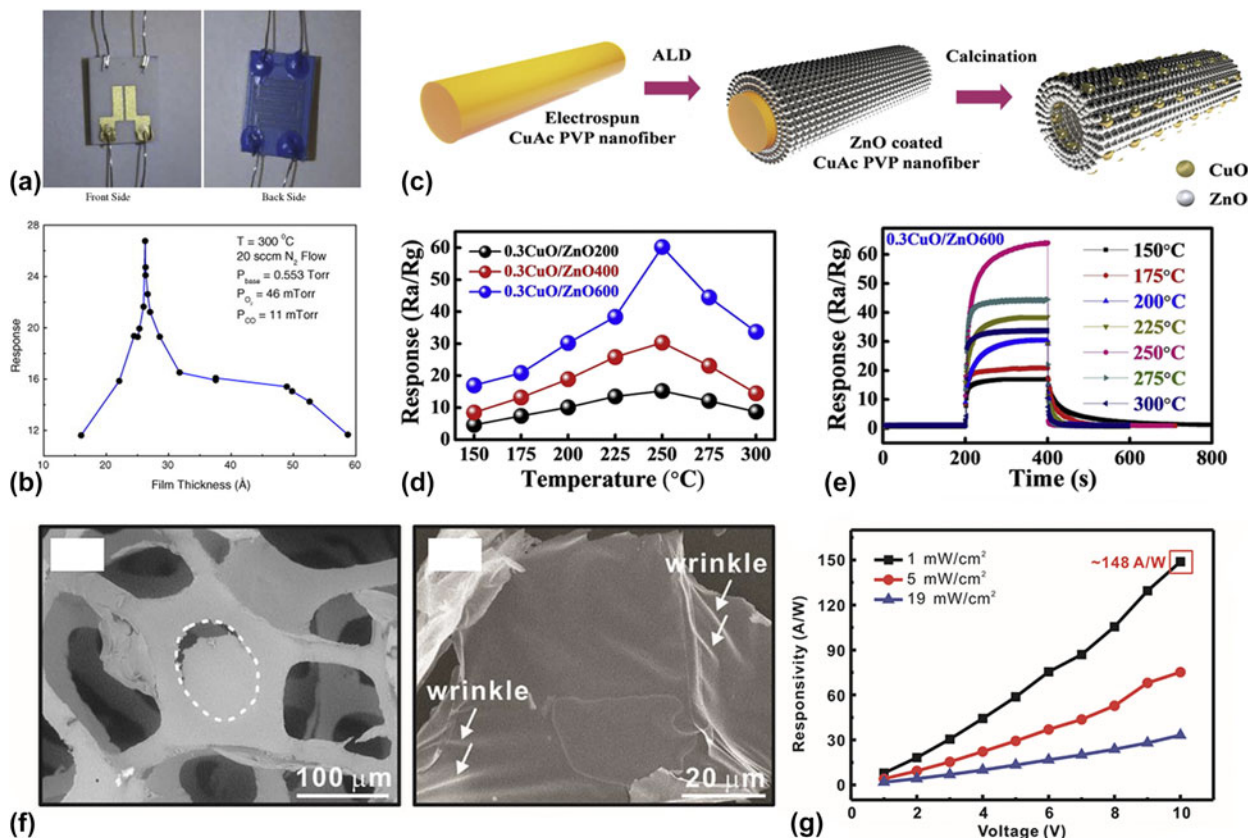 (a)
Front Side
Back Side
(c)
ALD
Calcination
Electrospun
CuAc PVP nanofiber
ZnO coated
CuAc PVP nanofiber
CuO
ZnO
(b)
Response
28
24
20
16
12
T = 300 ⁰C
20 sccm N₂ Flow
P_base = 0.553 Torr
P_O₂ = 46 mTorr
P_CO = 11 mTorr
10 20 30 40 50 60
Film Thickness (Å)
(d)
Response (Ra/Rg)
60
50
40
30
20
10
0
0.3CuO/ZnO200
0.3CuO/ZnO400
0.3CuO/ZnO600
150 175 200 225 250 275 300
Temperature (°C)
(e)
Response (Ra/Rg)
60
50
40
30
20
10
0
0.3CuO/ZnO600
150°C
175°C
200°C
225°C
250°C
275°C
300°C
0 200 400 600 800
Time (s)
(f)
100 μm
wrinkle
wrinkle
20 μm
(g)
Responsivity (A/W)
150
120
90
60
30
0
1 mW/cm²
5 mW/cm²
19 mW/cm²
~148 A/W
0 2 4 6 8 10
Voltage (V)